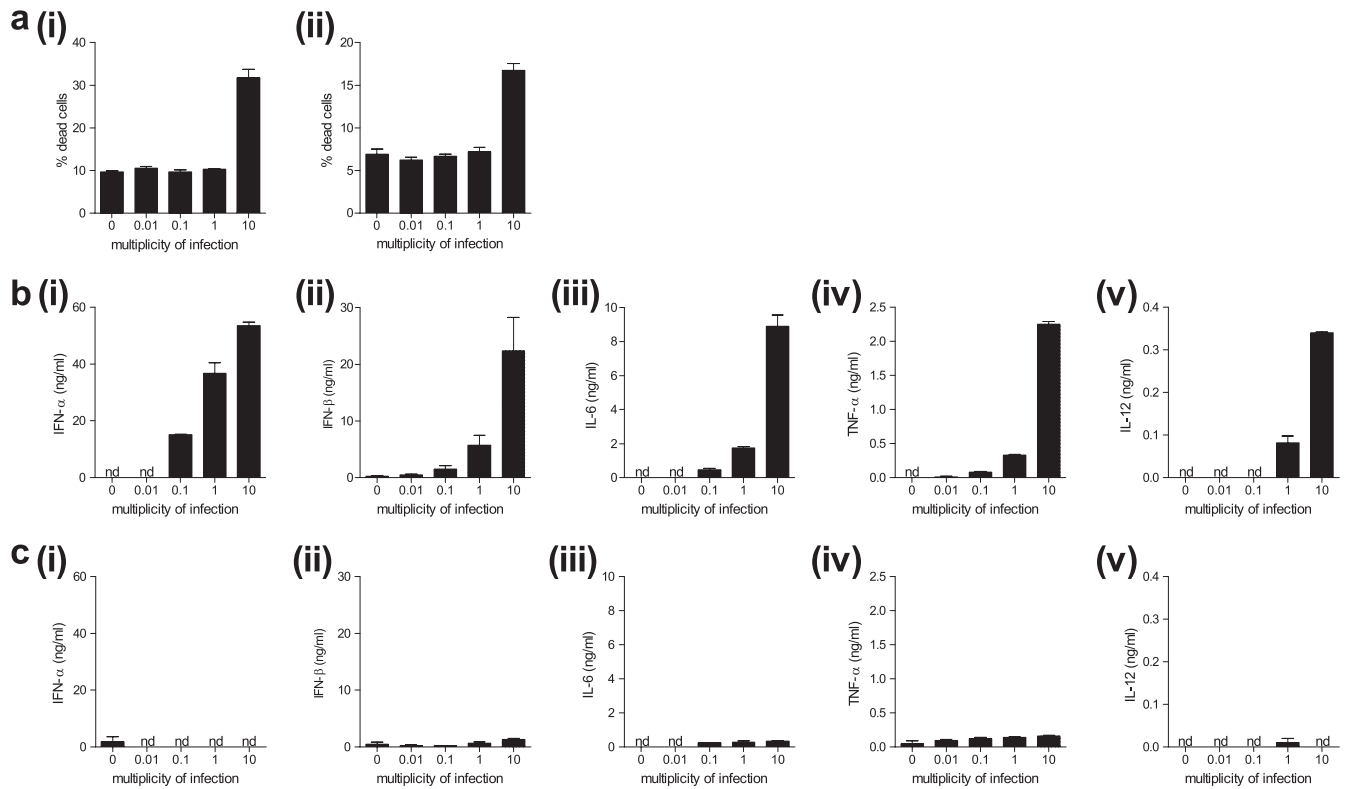 a (i)
40
30
20
10
0
% dead cells
0 0.01 0.1 1 10
multiplicity of infection
(ii)
20
15
10
5
0
% dead cells
0 0.01 0.1 1 10
multiplicity of infection
b (i)
60
40
20
0
IFN-α (ng/ml)
nd nd
0 0.01 0.1 1 10
multiplicity of infection
(ii)
30
20
10
0
IFN-β (ng/ml)
0 0.01 0.1 1 10
multiplicity of infection
(iii)
10
8
6
4
2
0
IL-6 (ng/ml)
nd nd
0 0.01 0.1 1 10
multiplicity of infection
(iv)
2.5
2.0
1.5
1.0
0.5
0.0
TNF-α (ng/ml)
nd
0 0.01 0.1 1 10
multiplicity of infection
(v)
0.4
0.3
0.2
0.1
0.0
IL-12 (ng/ml)
nd nd nd
0 0.01 0.1 1 10
multiplicity of infection
c (i)
60
40
20
0
IFN-α (ng/ml)
nd nd nd nd
0 0.01 0.1 1 10
multiplicity of infection
(ii)
30
20
10
0
IFN-β (ng/ml)
0 0.01 0.1 1 10
multiplicity of infection
(iii)
10
8
6
4
2
0
IL-6 (ng/ml)
nd nd
0 0.01 0.1 1 10
multiplicity of infection
(iv)
2.5
2.0
1.5
1.0
0.5
0.0
TNF-α (ng/ml)
0 0.01 0.1 1 10
multiplicity of infection
(v)
0.4
0.3
0.2
0.1
0.0
IL-12 (ng/ml)
nd nd nd nd
0 0.01 0.1 1 10
multiplicity of infection